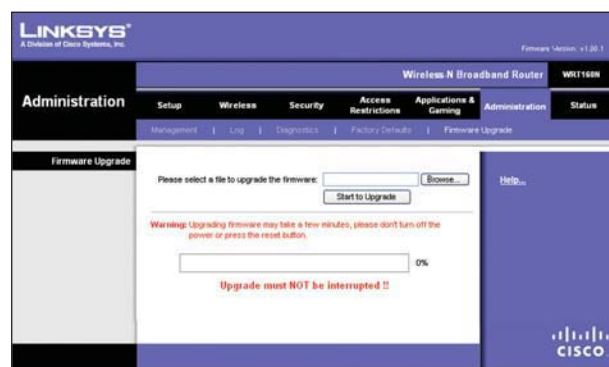 LINKSYS®
A Division of Cisco Systems, Inc.
Firmware Version: v1.00.1
Wireless-N Broadband Router WRT160N
Administration
Setup Wireless Security Access Restrictions Applications & Gaming Administration Status
Management | Log | Diagnostics | Factory Defaults | Firmware Upgrade
Firmware Upgrade
Please select a file to upgrade the firmware: Browse...
Start to Upgrade
Help...
Warning: Upgrading firmware may take a few minutes, please don't turn off the
power or press the reset button.
0%
Upgrade must NOT be interrupted !!
CISCO